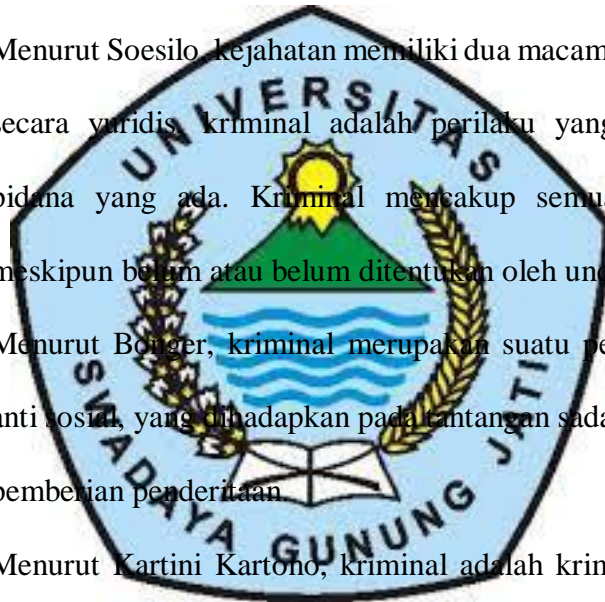 Menurut Soesilo, kejahatan memiliki dua macam
secara yuridis, kriminal adalah perilaku yang
pidana yang ada. Kriminal mencakup semua
meskipun belum atau belum ditentukan oleh und
Menurut Bonger, kriminal merupakan suatu pe
anti sosial, yang dihadapkan pada tantangan sada
pemberian penderitaan.
Menurut Kartini Kartono, kriminal adalah krim
UNIVERSITAS
SWADAYA GUNUNG JATI